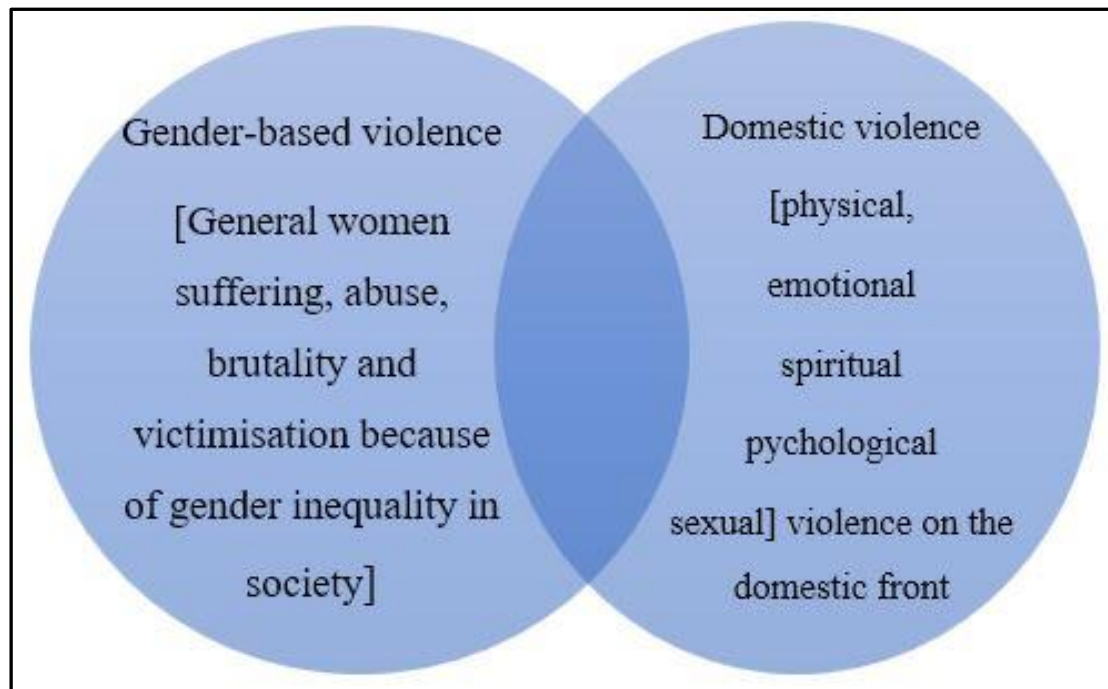 Gender-based violence
[General women
suffering, abuse,
brutality and
victimisation because
of gender inequality in
society]
Domestic violence
[physical,
emotional
spiritual
pychological
sexual] violence on the
domestic front